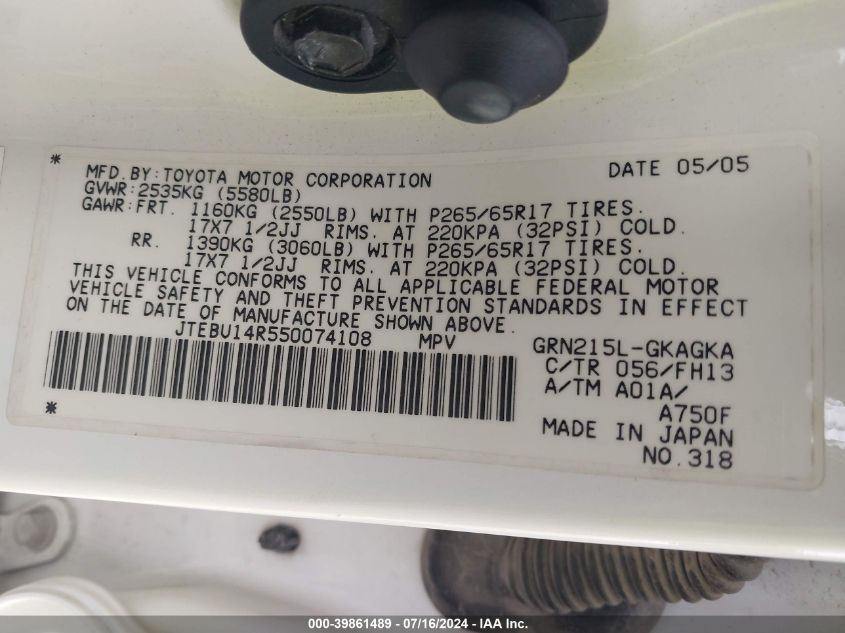 * MFD. BY: TOYOTA MOTOR CORPORATION DATE 05/05
GVWR: 2535KG (5580LB)
GAWR: FRT. 1160KG (2550LB) WITH P265/65R17 TIRES.
17X7 1/2JJ RIMS. AT 220KPA (32PSI) COLD.
RR. 1390KG (3060LB) WITH P265/65R17 TIRES.
17X7 1/2JJ RIMS. AT 220KPA (32PSI) COLD.
THIS VEHICLE CONFORMS TO ALL APPLICABLE FEDERAL MOTOR
VEHICLE SAFETY AND THEFT PREVENTION STANDARDS IN EFFECT
ON THE DATE OF MANUFACTURE SHOWN ABOVE.
JTEBU14R550074108 MPV GRN215L-GKAGKA
C/TR 056/FH13
A/TM A01A/
A750F
*
MADE IN JAPAN
NO. 318
000-39861489 - 07/16/2024 - IAA Inc.